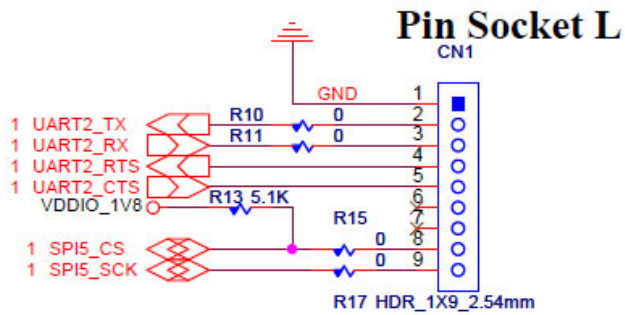 Pin Socket L
CN1
GND 1
1 UART2_TX R10 0 2
1 UART2_RX R11 0 3
1 UART2_RTS 4
1 UART2_CTS 5
VDDIO_1V8 R13 5.1K 6
R15 7
1 SPI5_CS 0 8
1 SPI5_SCK 0 9
R17 HDR_1X9_2.54mm